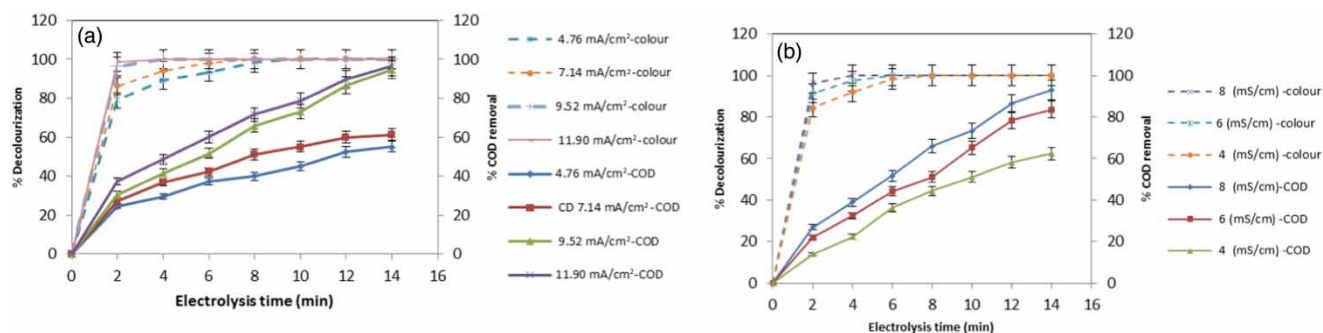 (a)
120
100
80
60
40
20
0
% Decolourization
120
100
80
60
40
20
0
% COD removal
0 2 4 6 8 10 12 14 16
Electrolysis time (min)
4.76 mA/cm²-colour
7.14 mA/cm²-colour
9.52 mA/cm²-colour
11.90 mA/cm²-colour
4.76 mA/cm²-COD
CD 7.14 mA/cm²-COD
9.52 mA/cm²-COD
11.90 mA/cm²-COD
(b)
120
100
80
60
40
20
0
% Decolourization
120
100
80
60
40
20
0
% COD removal
0 2 4 6 8 10 12 14 16
Electrolysis time (min)
8 (mS/cm) -colour
6 (mS/cm) -colour
4 (mS/cm) -colour
8 (mS/cm)-COD
6 (mS/cm) -COD
4 (mS/cm) -COD